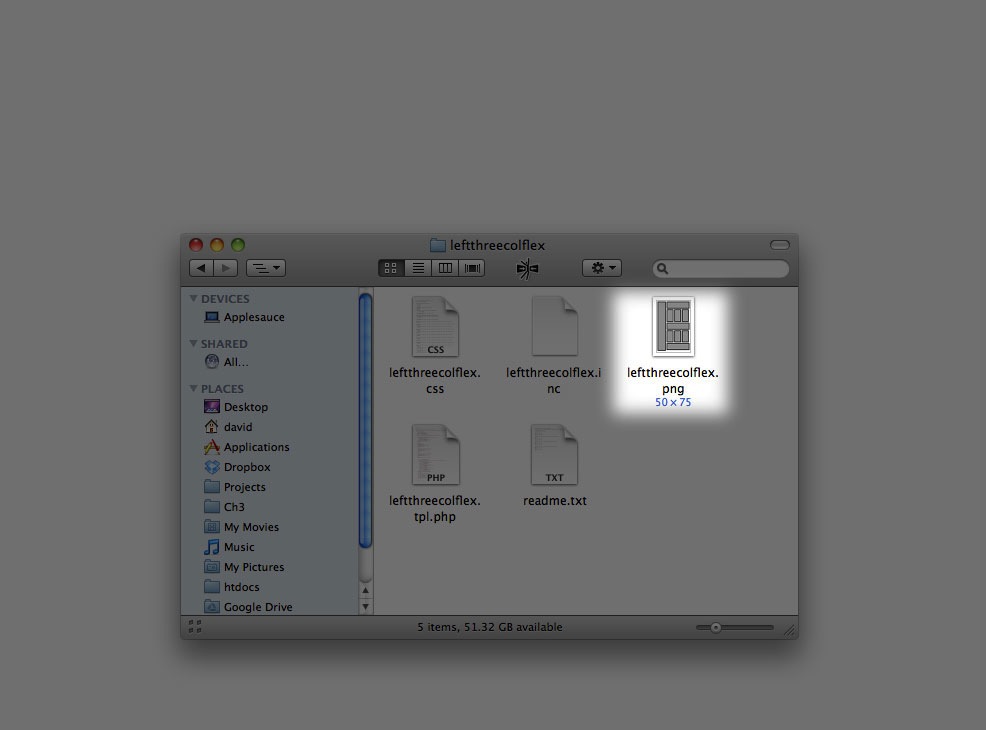 leftthreecolflex
DEVICES
Applesauce
SHARED
All...
PLACES
Desktop
david
Applications
Dropbox
Projects
Ch3
My Movies
Music
My Pictures
htdocs
Google Drive
CSS
leftthreecolflex.
css
leftthreecolflex.i
nc
leftthreecolflex.
png
50 × 75
PHP
leftthreecolflex.
tpl.php
TXT
readme.txt
5 items, 51.32 GB available